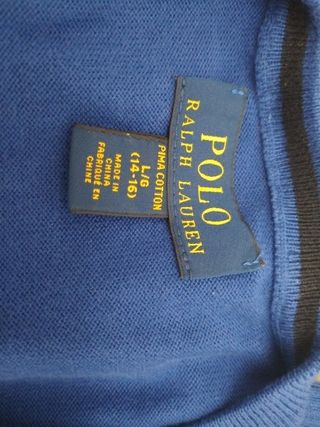 POLO
RALPH LAUREN
PIMA COTTON
L/G
(14-16)
MADE IN
CHINA
FABRIQUÉ EN
CHINE